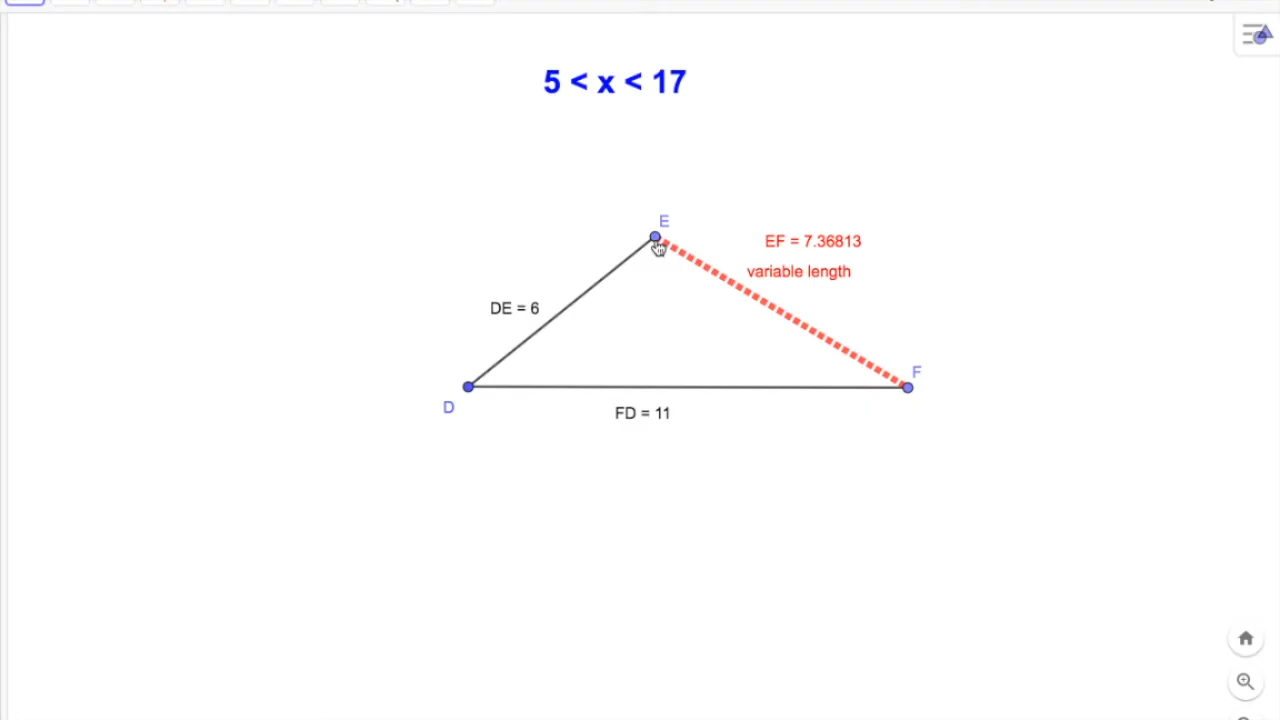 5 < x < 17
E
EF = 7.36813
variable length
DE = 6
F
D
FD = 11